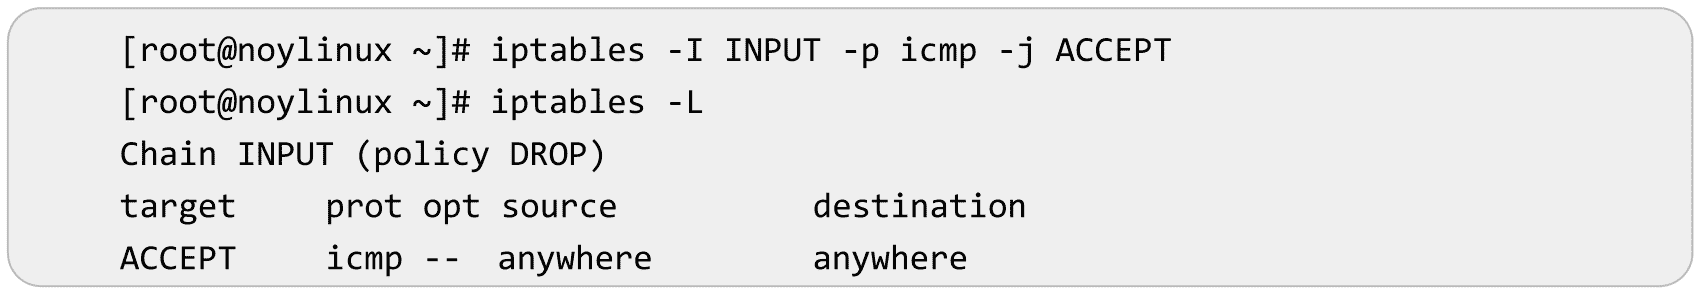 [root@noylinux ~]# iptables -I INPUT -p icmp -j ACCEPT
[root@noylinux ~]# iptables -L
Chain INPUT (policy DROP)
target     prot opt source          destination
ACCEPT     icmp --  anywhere        anywhere